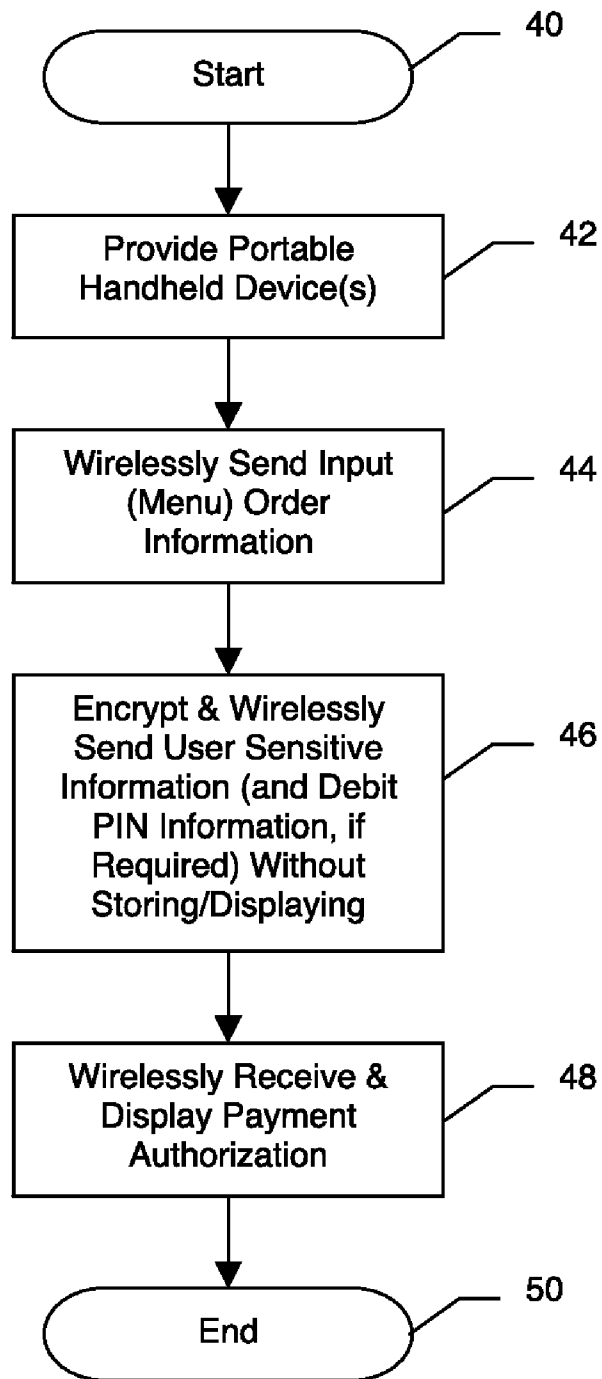 40
Start
Provide Portable
Handheld Device(s)
42
Wirelessly Send Input
(Menu) Order
Information
44
Encrypt & Wirelessly
Send User Sensitive
Information (and Debit
PIN Information, if
Required) Without
Storing/Displaying
46
Wirelessly Receive &
Display Payment
Authorization
48
End
50